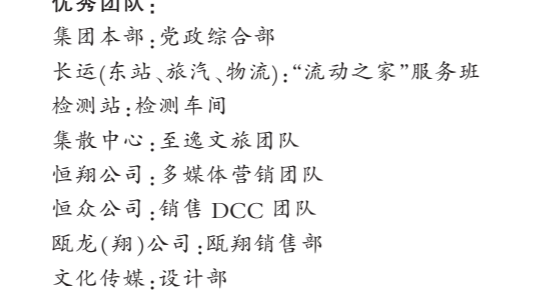 优秀团队：
集团本部：党政综合部
长运(东站、旅汽、物流)：“流动之家”服务班
检测站：检测车间
集散中心：至逸文旅团队
恒翔公司：多媒体营销团队
恒众公司：销售 DCC 团队
瓯龙(翔)公司：瓯翔销售部
文化传媒：设计部